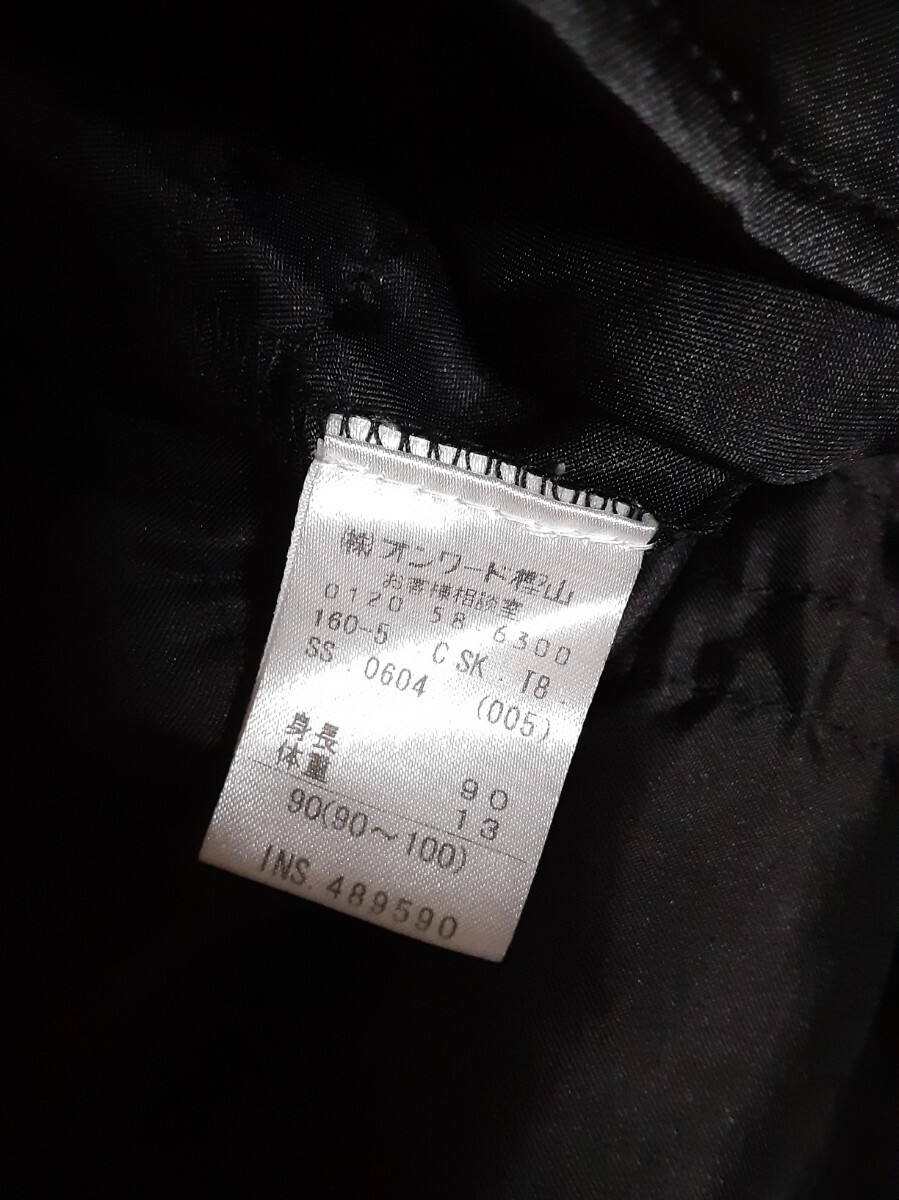 ㈱オンワード樫山
お客様相談室
0120 58 6300
160-5 CSK.T8.
SS.0604 (005)
身長 90
体重 13
90(90～100)
INS.489590